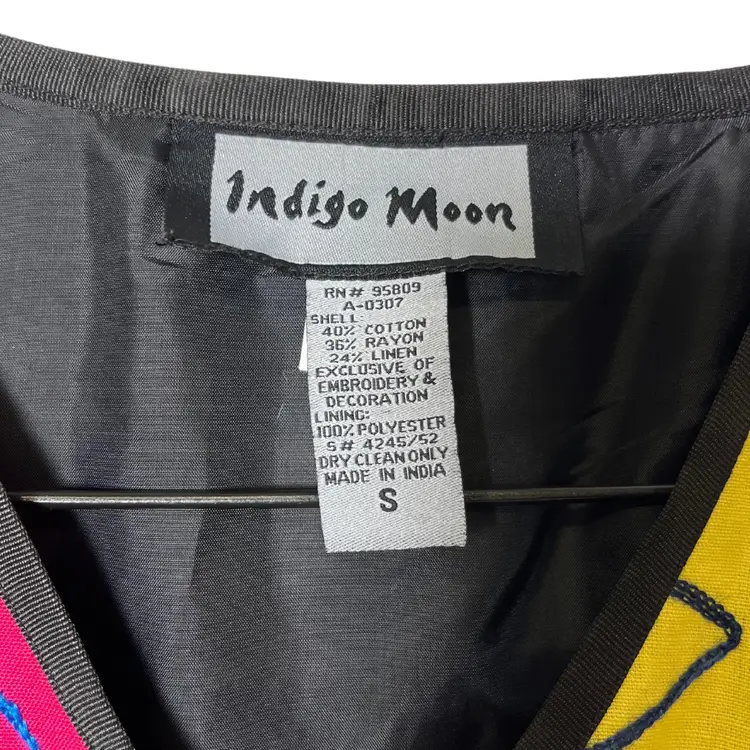 Indigo Moon
RN# 95809
A-0307
SHELL
40% COTTON
36% RAYON
24% LINEN
EXCLUSIVE OF
EMBROIDERY &
DECORATION
LINING:
100% POLYESTER
S# 4245/52
DRY CLEAN ONLY
MADE IN INDIA
S